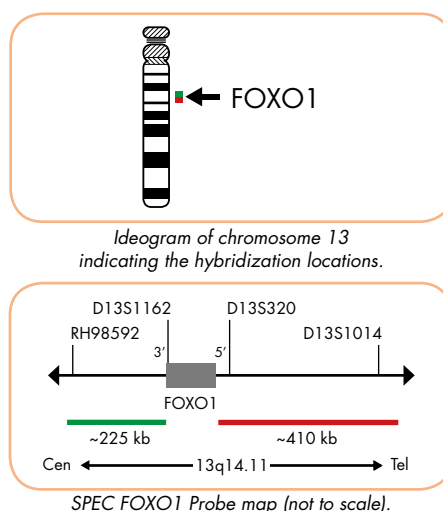 FOXO1
Ideogram of chromosome 13
indicating the hybridization locations.
D13S1162 D13S320
RH98592 3’ 5’ D13S1014
FOXO1
~225 kb ~410 kb
Cen 13q14.11 Tel
SPEC FOXO1 Probe map (not to scale).